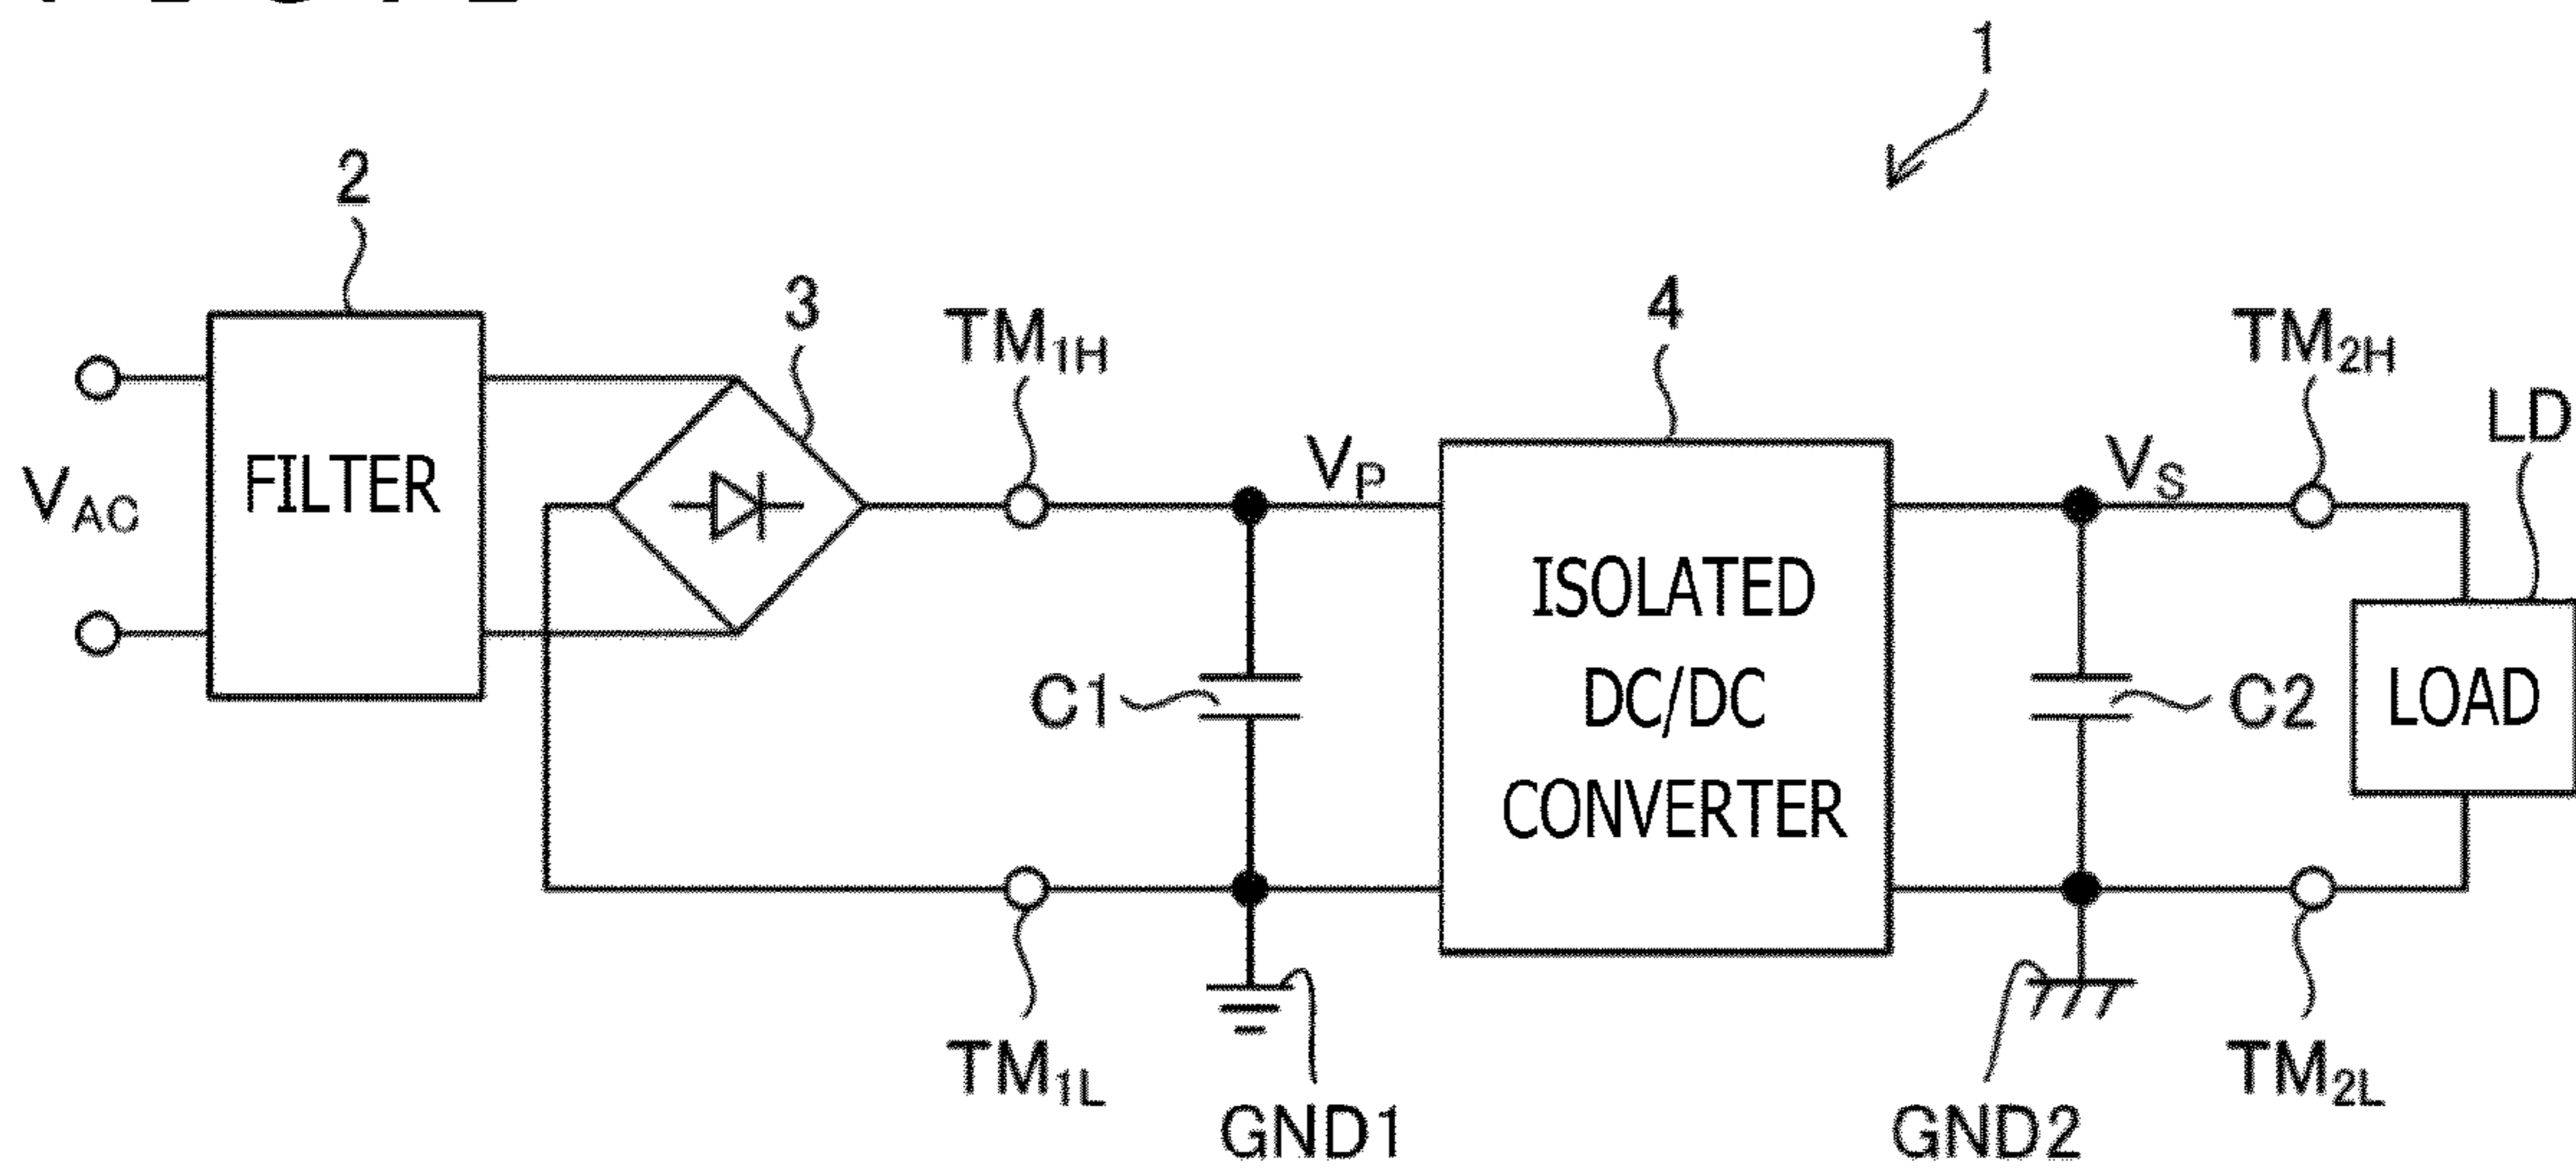 1
2
3
TM1H
4
TM2H
LD
VAC
FILTER
VP
VS
ISOLATED
DC/DC
CONVERTER
C1
C2
LOAD
TM1L
GND1
GND2
TM2L